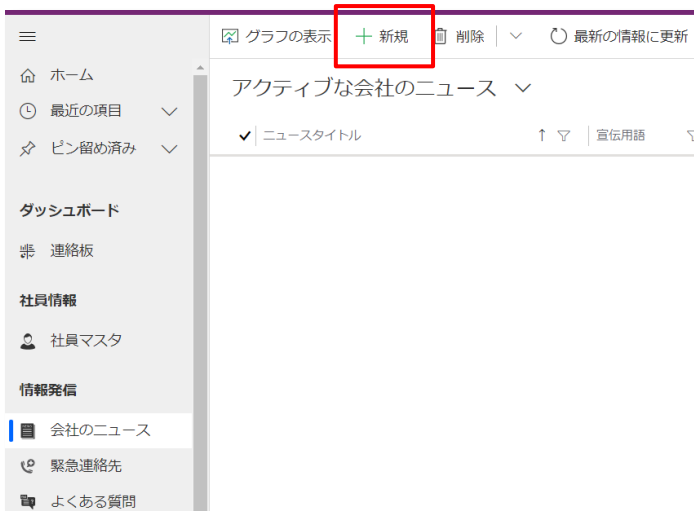 グラフの表示 新規 削除 最新の情報に更新
ホーム
アクティブな会社のニュース
最近の項目
ニュースタイトル 宣伝用語
ピン留め済み
ダッシュボード
連絡板
社員情報
社員マスタ
情報発信
会社のニュース
緊急連絡先
よくある質問